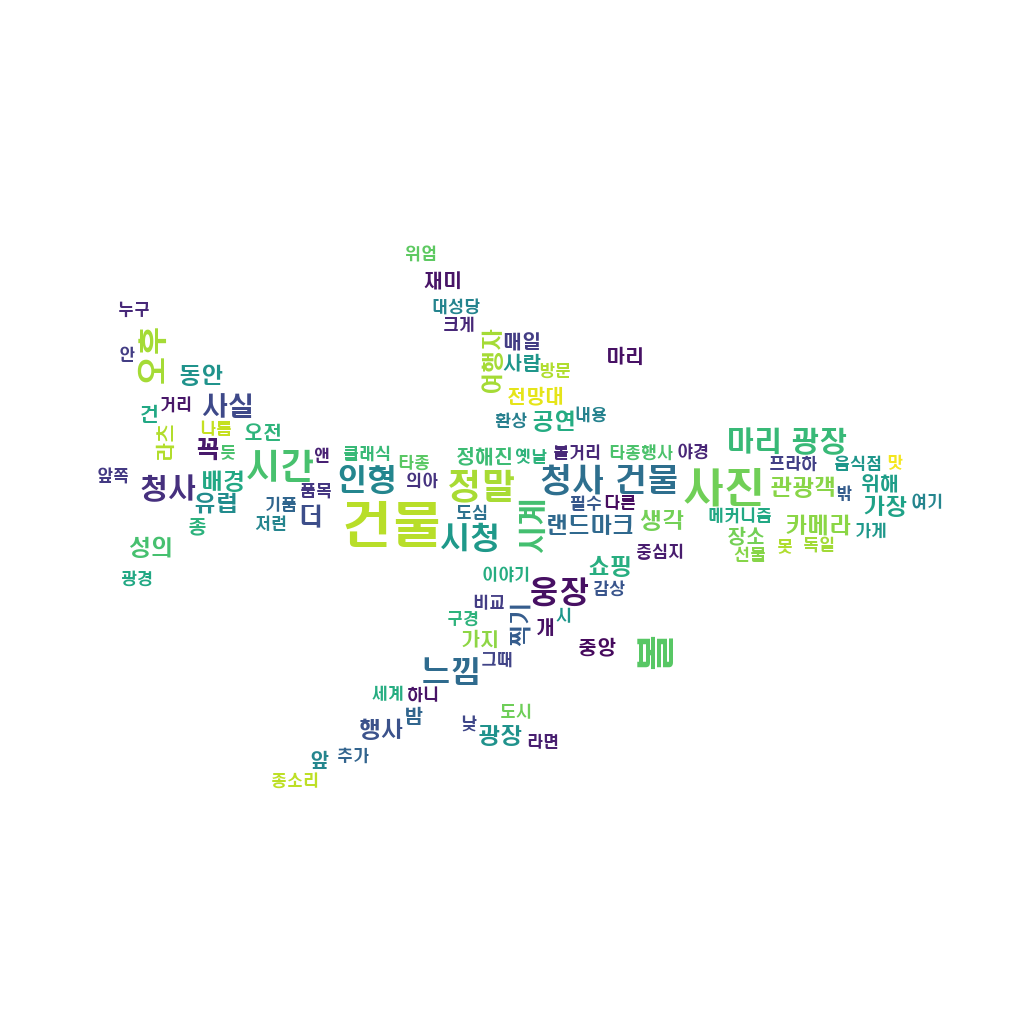 위엄
재미
누구
대성당
크게
오후
여행자
매일
마리
안
사람
방문
동안
전망대
거리
사실
건
환상
공연
내용
나톰
오전
라츠
꼭
듯
시간
앤
클래식
타종
정해진
옛날
볼거리
타종행사
야경
마리 광장
프라하
음식점
맛
앞쪽
청사
배경
품목
인형
의아
정말
청사 건물
사진
관광객
밖
위해
유럽
기품
필수
다른
가장
여기
종
저런
더
건물
도심
시청
시계
랜드마크
생각
메커니즘
카메라
가게
성의
장소
못
독일
중심지
선물
광경
이야기
쇼핑
비교
웅장
감상
구경
찍기
개
시
가지
중앙
몰
느낌
그때
세계
하니
행사
밤
낮
도시
광장
라면
앞
추가
종소리